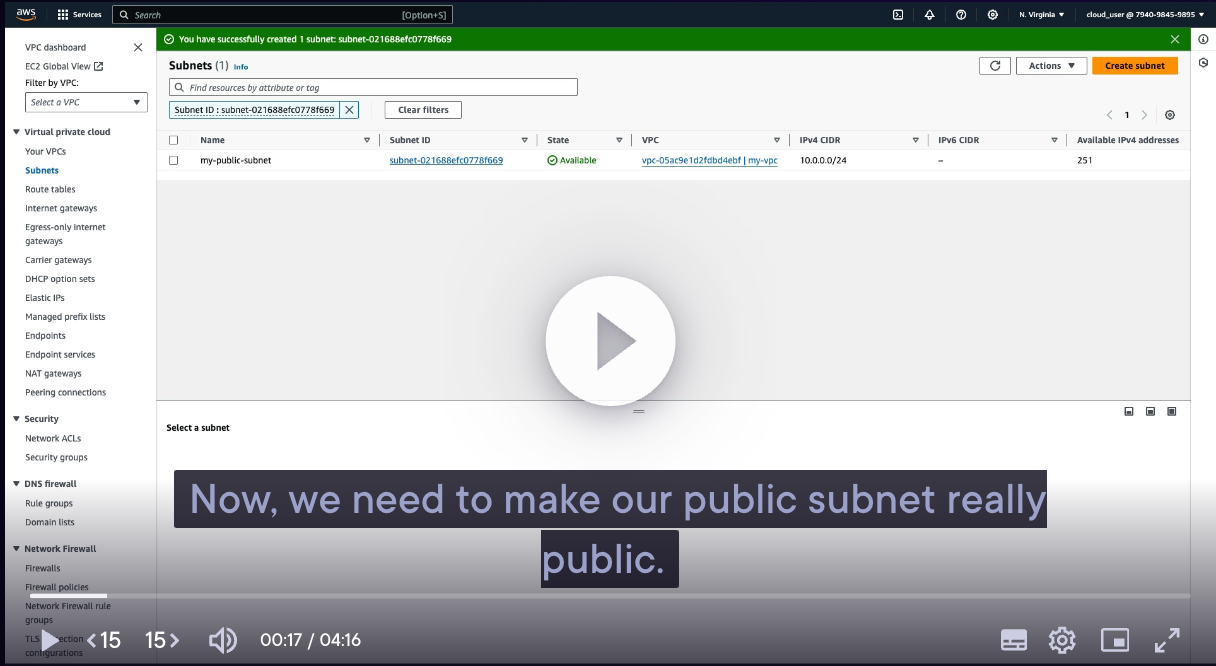 aws Services Search [Option+S] N. Virginia cloud_user @ 7940-9845-9895
You have successfully created 1 subnet: subnet-021688efc0778f669
VPC dashboard
EC2 Global View
Filter by VPC:
Select a VPC
Virtual private cloud
Your VPCs
Subnets
Route tables
Internet gateways
Egress-only internet
gateways
Carrier gateways
DHCP option sets
Elastic IPs
Managed prefix lists
Endpoints
Endpoint services
NAT gateways
Peering connections
Security
Network ACLs
Security groups
DNS firewall
Rule groups
Domain lists
Network Firewall
Firewalls
Firewall policies
Network Firewall rule
groups
configurations
Subnets (1) Info
Actions Create subnet
Find resources by attribute or tag
Subnet ID : subnet-021688efc0778f669 Clear filters
1
Name Subnet ID State VPC IPv4 CIDR IPv6 CIDR Available IPv4 addresses
my-public-subnet subnet-021688efc0778f669 Available vpc-05ac9e1d2fdbd4ebf | my-vpc 10.0.0.0/24 – 251
Select a subnet
Now, we need to make our public subnet really
public.
15 15 00:17 / 04:16